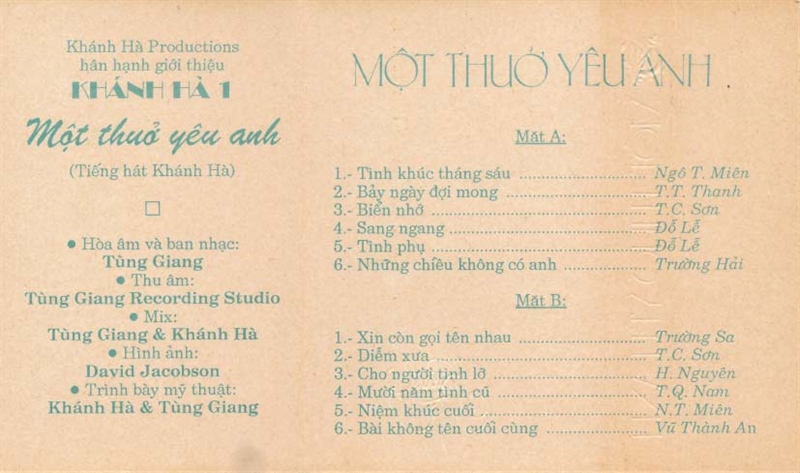 Khánh Hà Productions
hân hạnh giới thiệu
KHÁNH HÀ 1
Một thuở yêu anh
(Tiếng hát Khánh Hà)
● Hòa âm và ban nhạc:
Tùng Giang
● Thu âm:
Tùng Giang Recording Studio
● Mix:
Tùng Giang & Khánh Hà
● Hình ảnh:
David Jacobson
● Trình bày mỹ thuật:
Khánh Hà & Tùng Giang
MỘT THUỞ YÊU ANH
Mặt A:
1.- Tình khúc tháng sáu ........................ Ngô T. Miên
2.- Bảy ngày đợi mong ........................ T.T. Thanh
3.- Biển nhớ ........................ T.C. Sơn
4.- Sang ngang ........................ Đỗ Lễ
5.- Tình phụ ........................ Đỗ Lễ
6.- Những chiều không có anh ........................ Trường Hải
Mặt B:
1.- Xin còn gọi tên nhau ........................ Trường Sa
2.- Diễm xưa ........................ T.C. Sơn
3.- Cho người tình lỡ ........................ H. Nguyên
4.- Mười năm tình cũ ........................ T.Q. Nam
5.- Niệm khúc cuối ........................ N.T. Miên
6.- Bài không tên cuối cùng ........................ Vũ Thành An